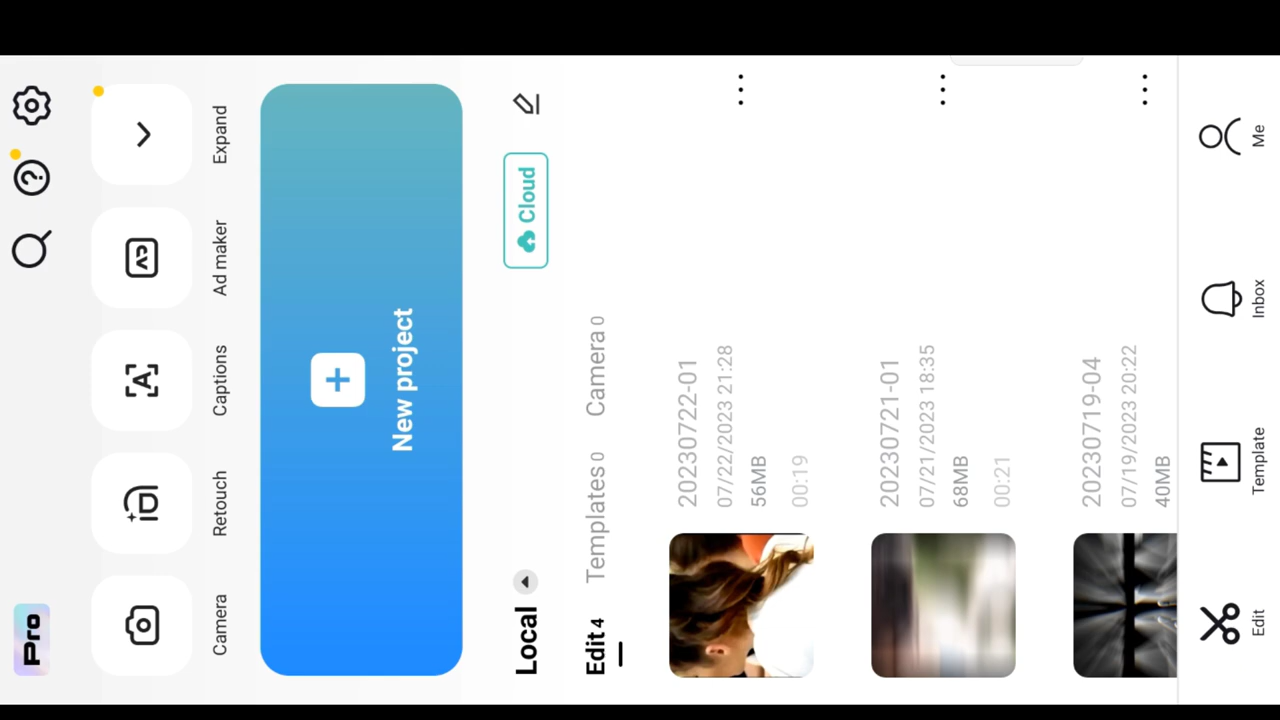 Pro
Camera
Retouch
Captions
Ad maker
Expand
New project
Local
Cloud
Edit 4
Templates 0
Camera 0
20230722-01
07/22/2023 21:28
56MB
00:19
20230721-01
07/21/2023 18:35
68MB
00:21
20230719-04
07/19/2023 20:22
40MB
Edit
Template
Inbox
Me